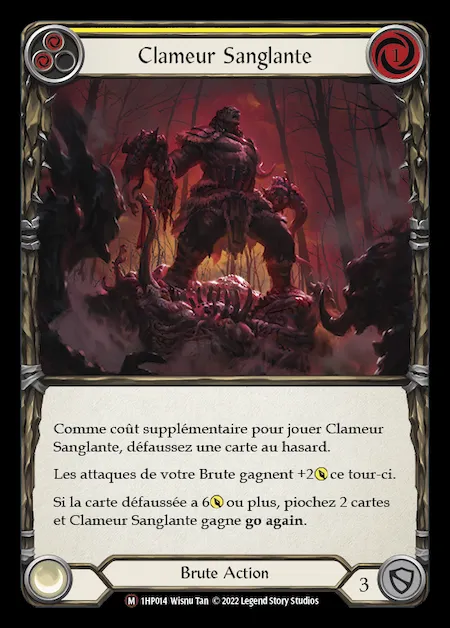 Clameur Sanglante
1
Comme coût supplémentaire pour jouer Clameur
Sanglante, défaussez une carte au hasard.
Les attaques de votre Brute gagnent +2 ce tour-ci.
Si la carte défaussée a 6 ou plus, piochez 2 cartes
et Clameur Sanglante gagne go again.
Brute Action
3
M 1HP014 Wisnu Tan © 2022 Legend Story Studios